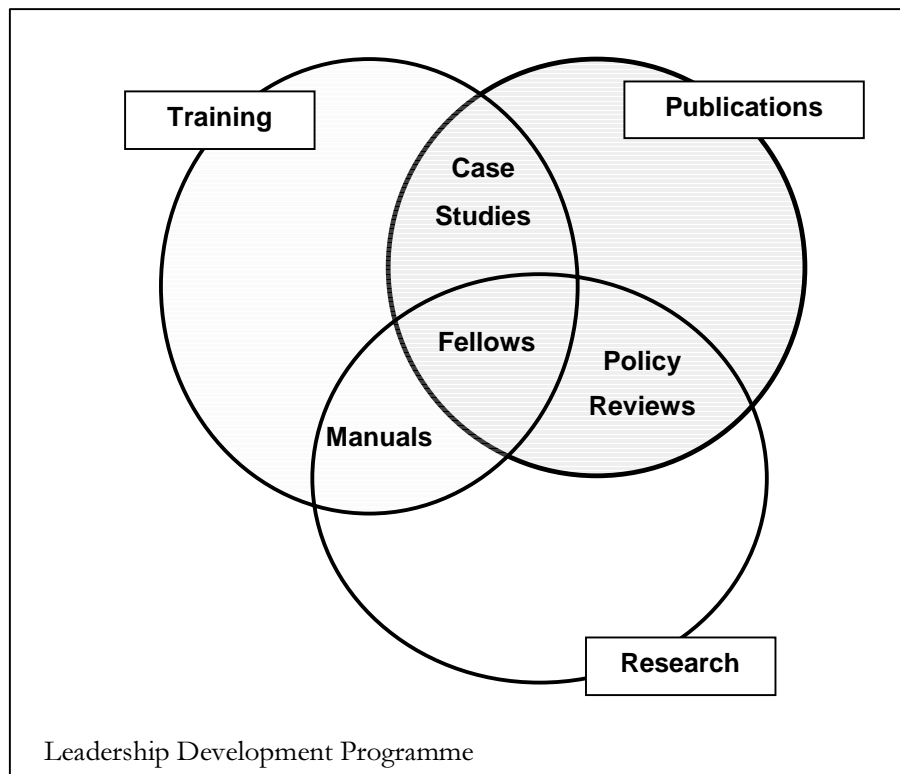 Training
Publications
Case
Studies
Fellows
Policy
Reviews
Manuals
Research
Leadership Development Programme